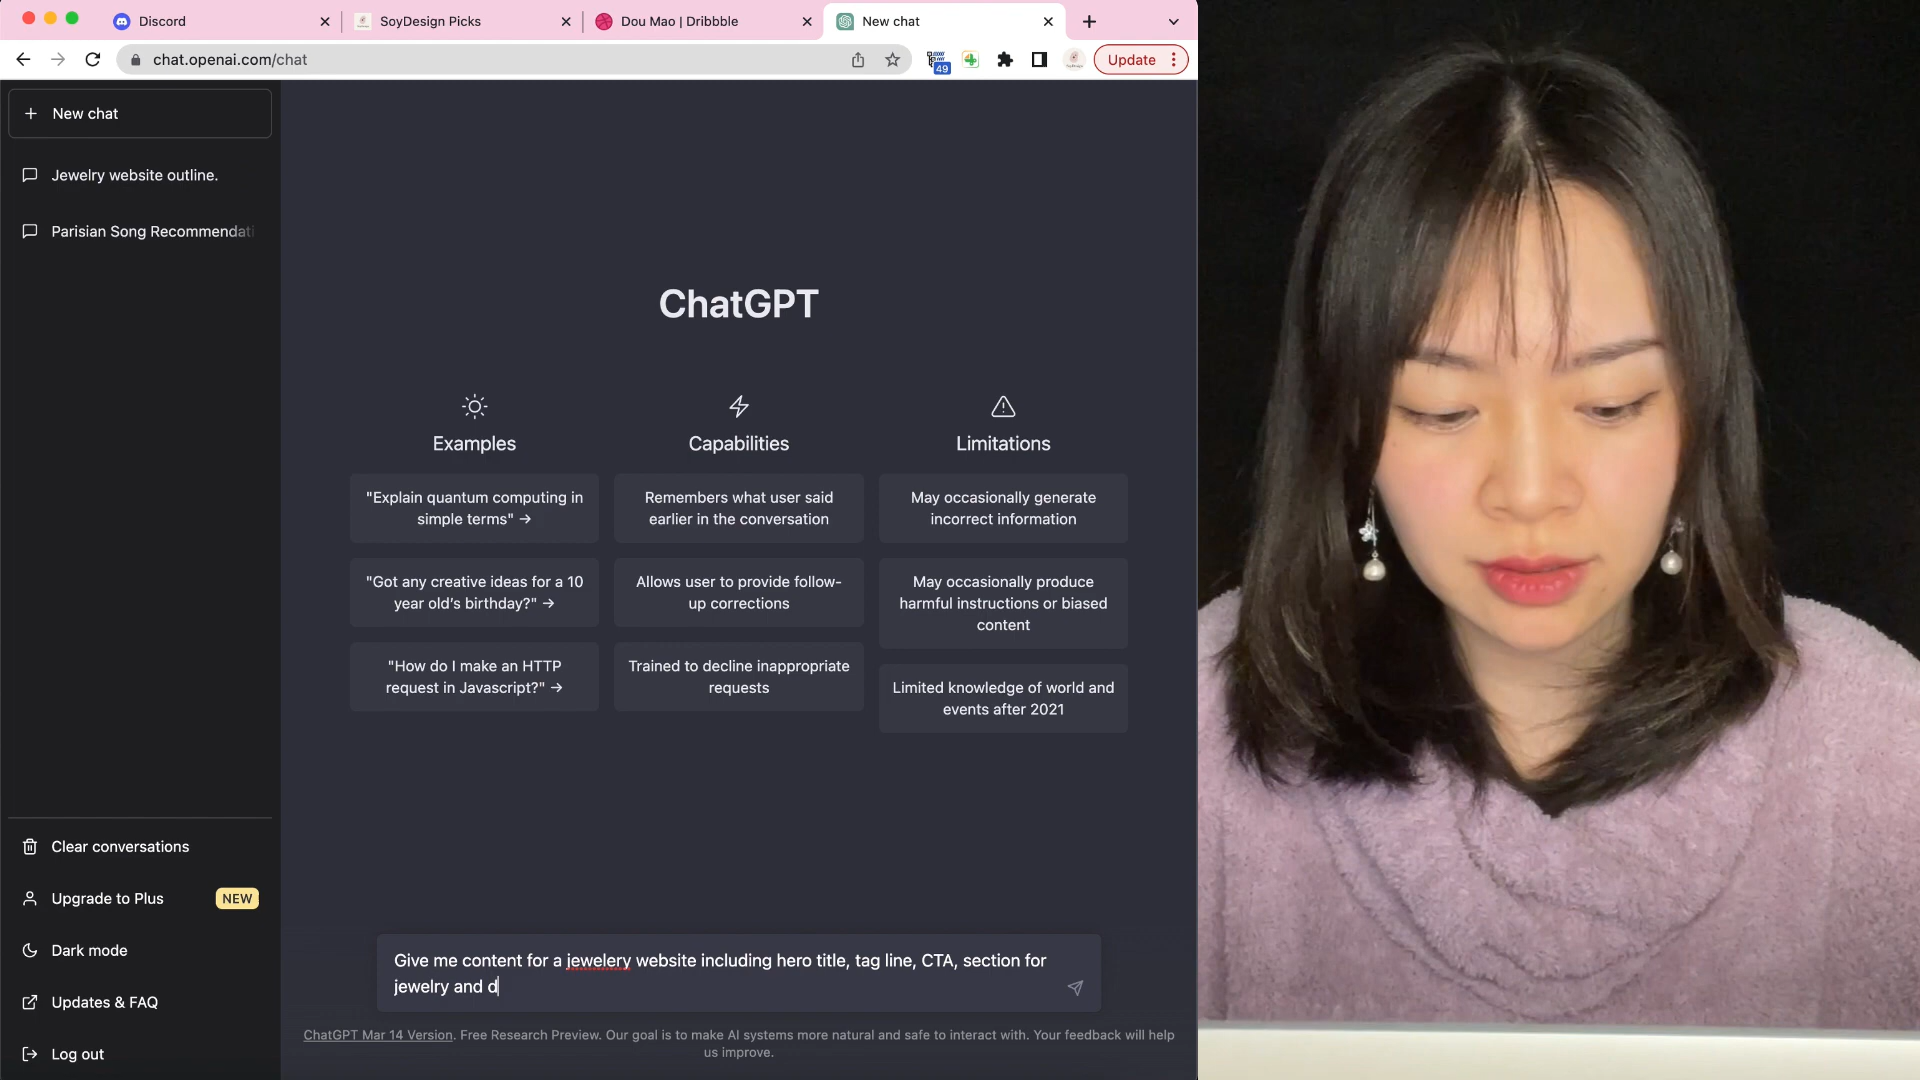 Discord
SoyDesign Picks
Dou Mao | Dribbble
New chat
chat.openai.com/chat
49
Update
New chat
Jewelry website outline.
Parisian Song Recommendati
ChatGPT
Examples
Capabilities
Limitations
"Explain quantum computing in
simple terms" →
Remembers what user said
earlier in the conversation
May occasionally generate
incorrect information
"Got any creative ideas for a 10
year old's birthday?" →
Allows user to provide follow-
up corrections
May occasionally produce
harmful instructions or biased
content
"How do I make an HTTP
request in Javascript?" →
Trained to decline inappropriate
requests
Limited knowledge of world and
events after 2021
Clear conversations
Upgrade to Plus
NEW
Dark mode
Updates & FAQ
Log out
Give me content for a jewelery website including hero title, tag line, CTA, section for
jewelry and d
ChatGPT Mar 14 Version. Free Research Preview. Our goal is to make AI systems more natural and safe to interact with. Your feedback will help
us improve.